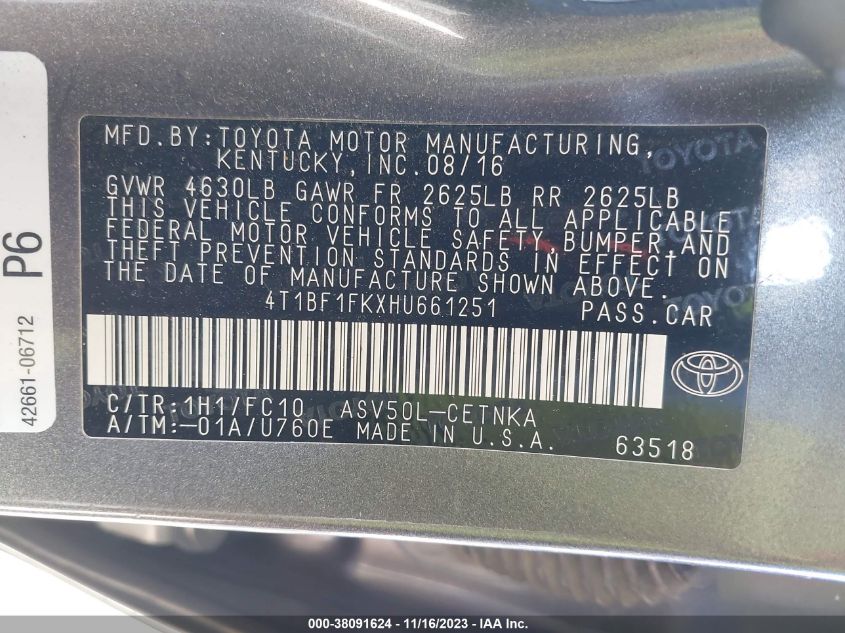 MFD.BY:TOYOTA MOTOR MANUFACTURING,
KENTUCKY,INC.08/16
GVWR 4630LB GAWR FR 2625LB RR 2625LB
THIS VEHICLE CONFORMS TO ALL APPLICABLE
FEDERAL MOTOR VEHICLE SAFETY,BUMPER,AND
THEFT PREVENTION STANDARDS IN EFFECT ON
THE DATE OF MANUFACTURE SHOWN ABOVE.
4T1BF1FKXHU661251 PASS.CAR
C/TR:1H1/FC10 ASV50L-CETNKA
A/TM:-01A/U760E MADE IN U.S.A. 63518
P6
42661-06712
TOYOTA
000-38091624 - 11/16/2023 - IAA